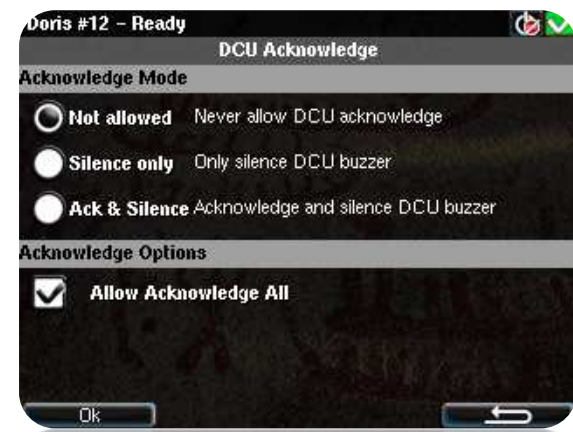 Doris #12 – Ready
DCU Acknowledge
Acknowledge Mode
Not allowed Never allow DCU acknowledge
Silence only Only silence DCU buzzer
Ack & Silence Acknowledge and silence DCU buzzer
Acknowledge Options
Allow Acknowledge All
Ok